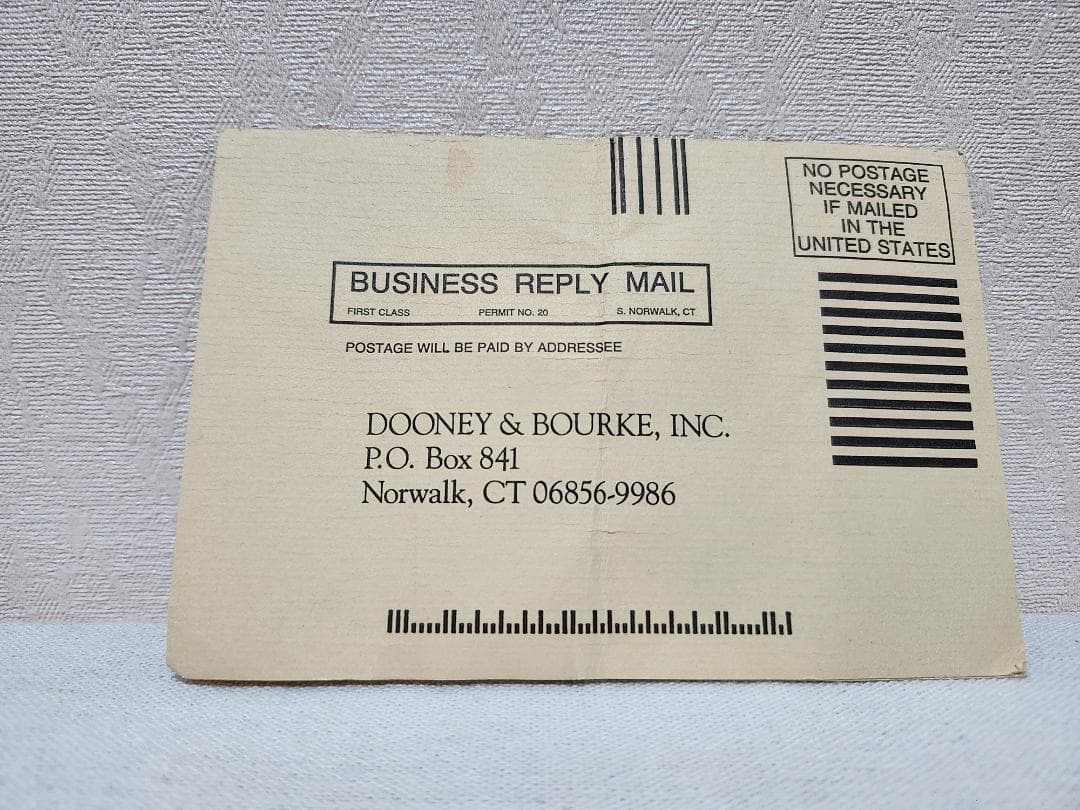 NO POSTAGE
NECESSARY
IF MAILED
IN THE
UNITED STATES
BUSINESS REPLY MAIL
FIRST CLASS PERMIT NO. 20 S. NORWALK, CT
POSTAGE WILL BE PAID BY ADDRESSEE
DOONEY & BOURKE, INC.
P.O. Box 841
Norwalk, CT 06856-9986